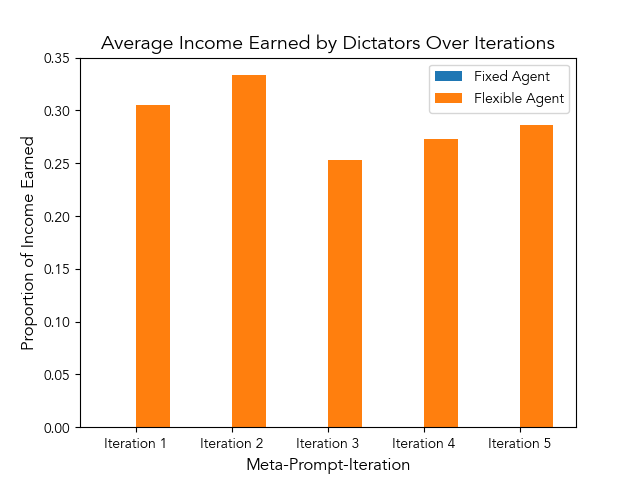 Average Income Earned by Dictators Over Iterations
Fixed Agent
Flexible Agent
Proportion of Income Earned
0.35
0.30
0.25
0.20
0.15
0.10
0.05
0.00
Iteration 1 Iteration 2 Iteration 3 Iteration 4 Iteration 5
Meta-Prompt-Iteration